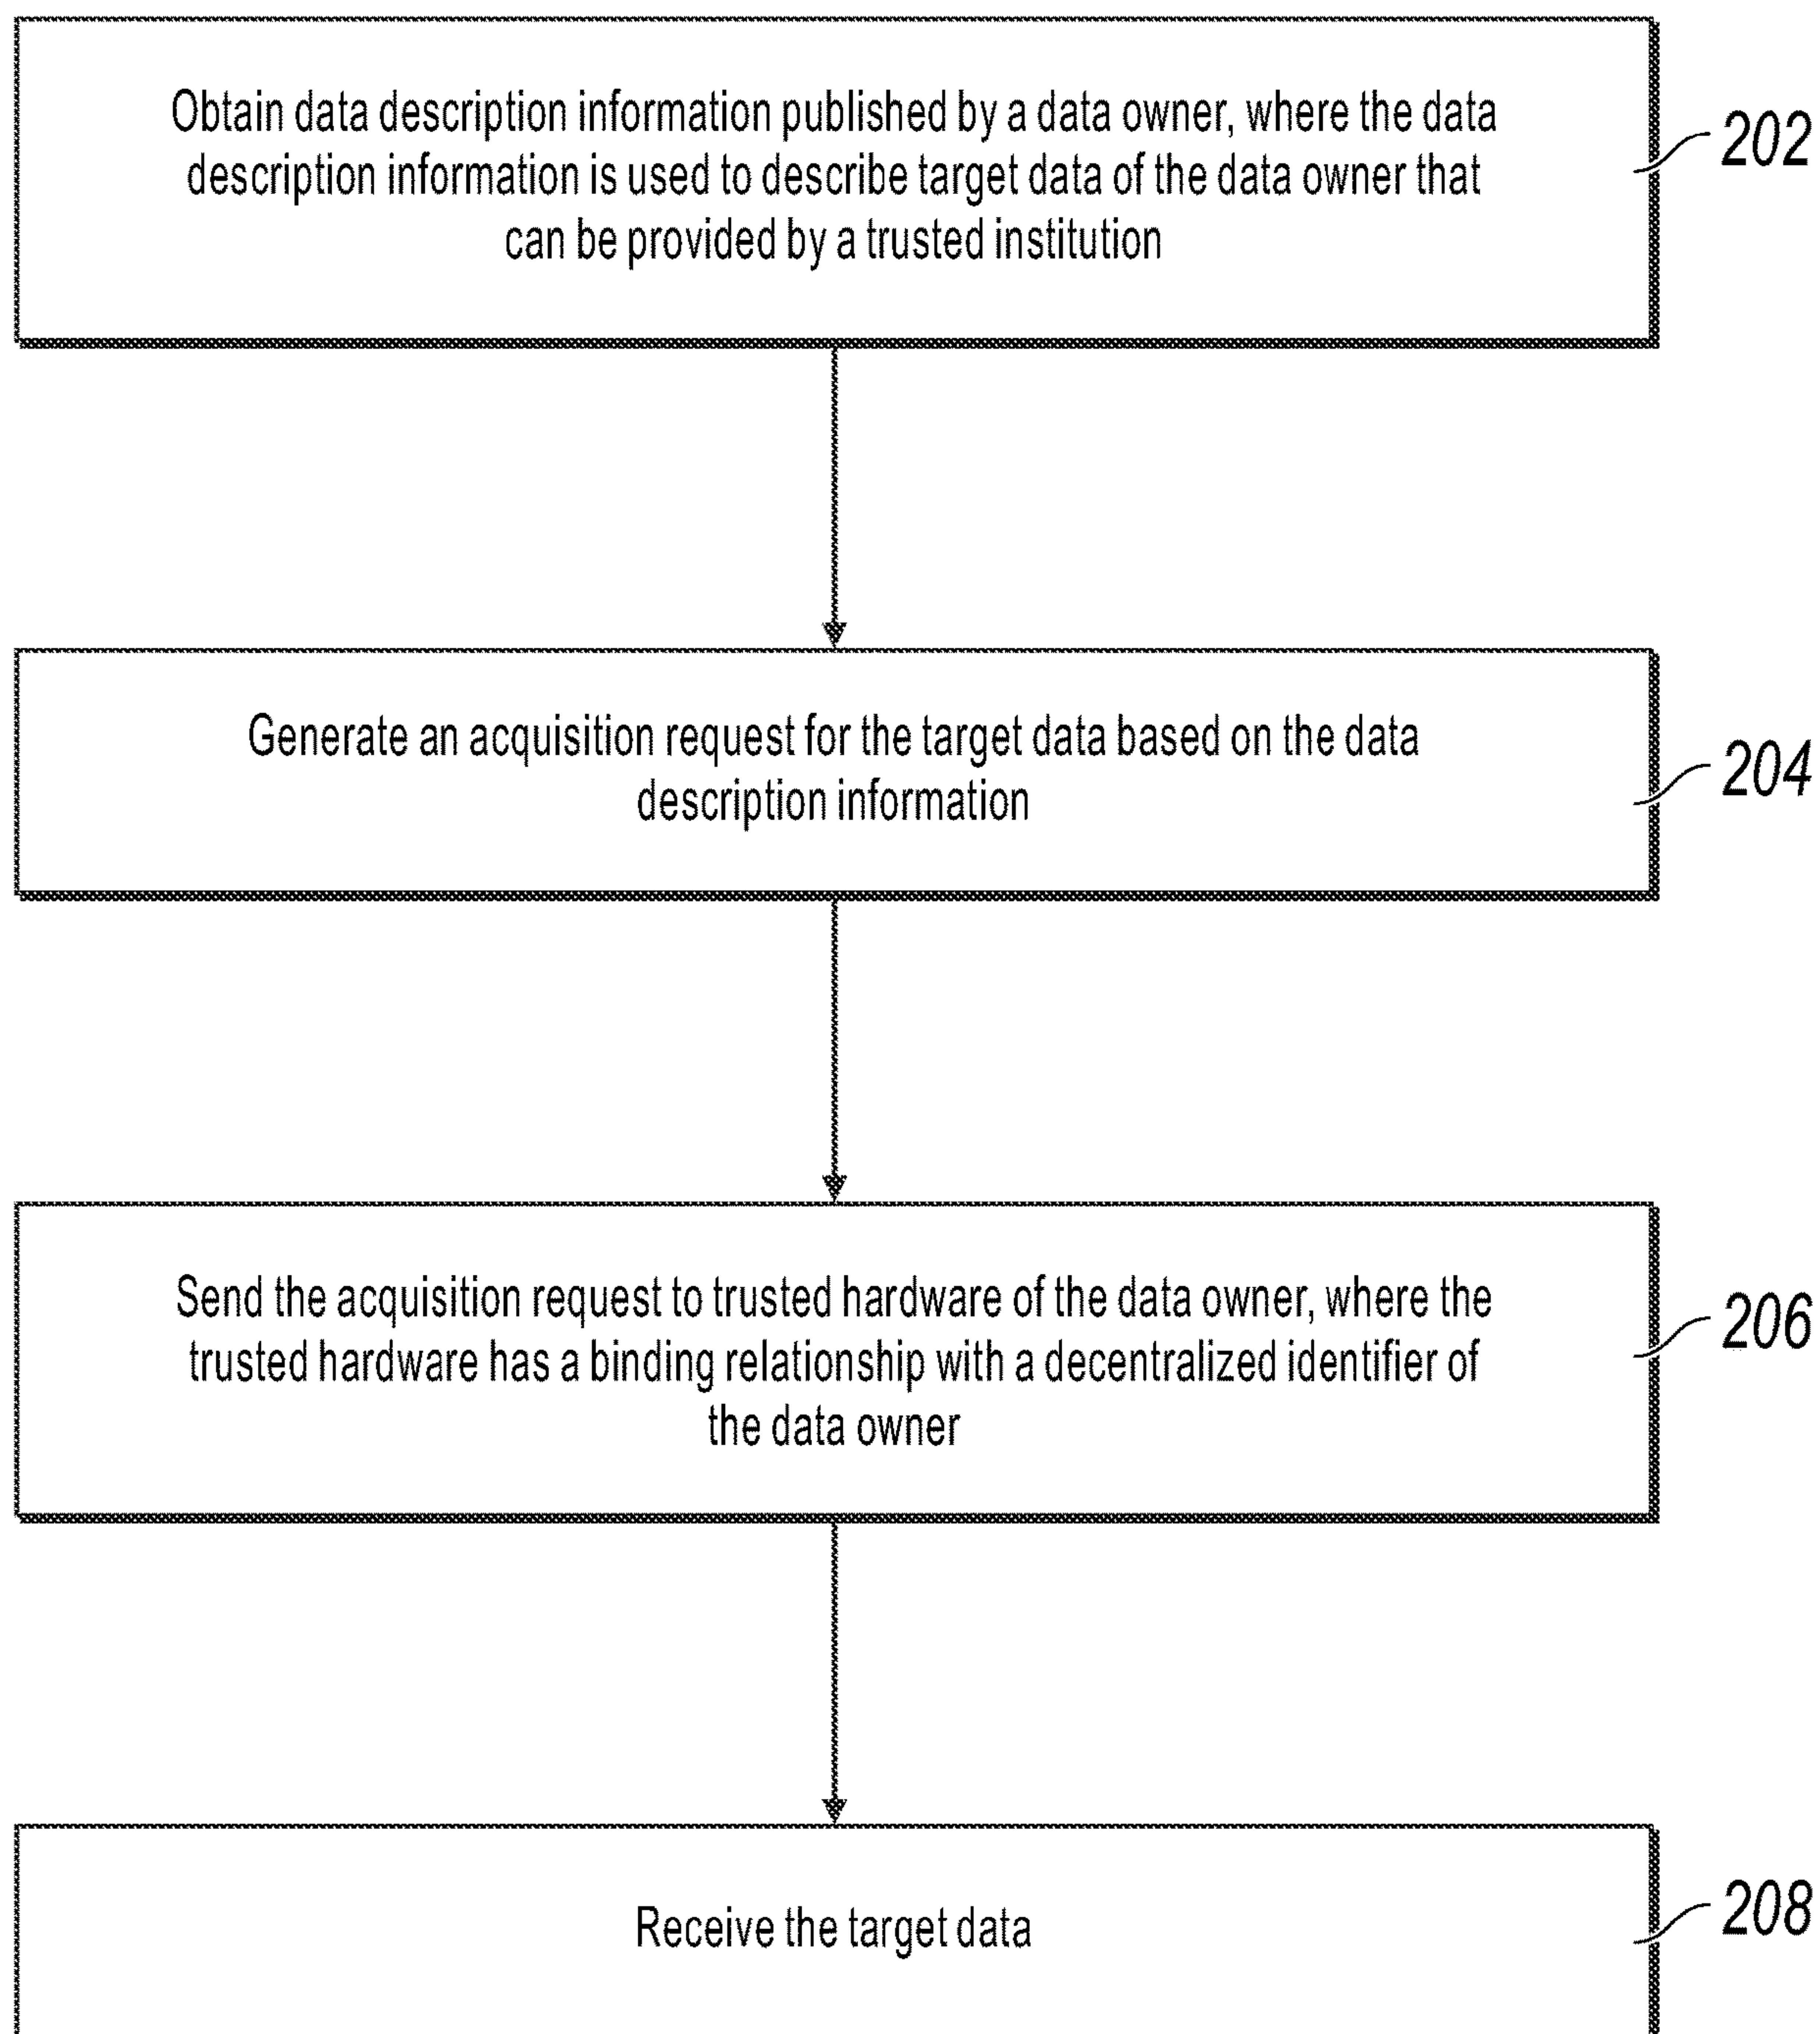 Obtain data description information published by a data owner, where the data
description information is used to describe target data of the data owner that
can be provided by a trusted institution
202
Generate an acquisition request for the target data based on the data
description information
204
Send the acquisition request to trusted hardware of the data owner, where the
trusted hardware has a binding relationship with a decentralized identifier of
the data owner
206
Receive the target data
208